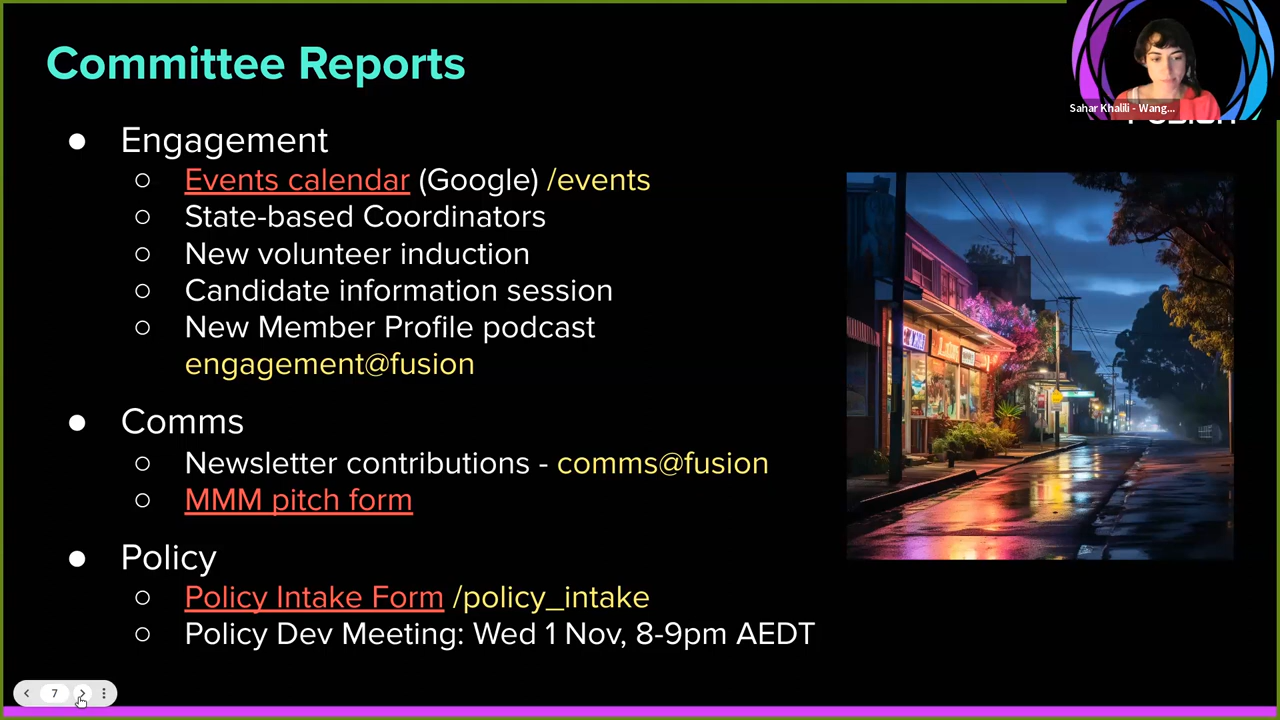 Committee Reports
Sahar Khalili - Wang...
● Engagement
○ Events calendar (Google) /events
○ State-based Coordinators
○ New volunteer induction
○ Candidate information session
○ New Member Profile podcast
engagement@fusion
● Comms
○ Newsletter contributions - comms@fusion
○ MMM pitch form
● Policy
○ Policy Intake Form /policy_intake
○ Policy Dev Meeting: Wed 1 Nov, 8-9pm AEDT
7